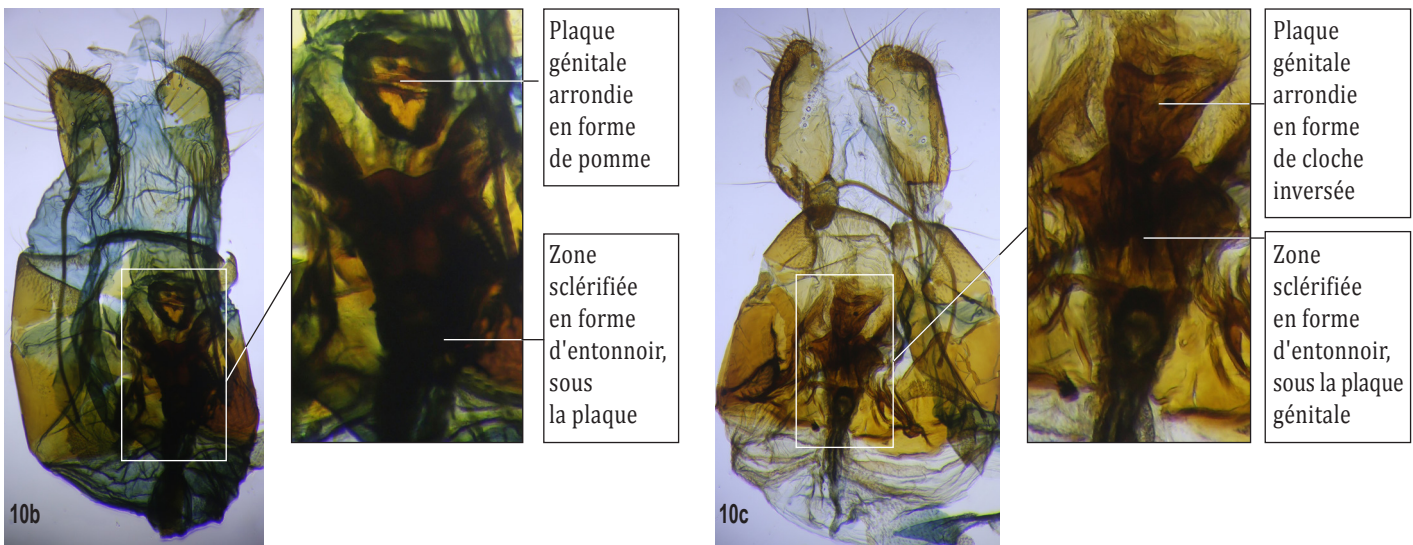 Plaque
génitale
arrondie
en forme
de pomme
Zone
sclérifiée
en forme
d'entonnoir,
sous
la plaque
10b
Plaque
génitale
arrondie
en forme
de cloche
inversée
Zone
sclérifiée
en forme
d'entonnoir,
sous la plaque
génitale
10c